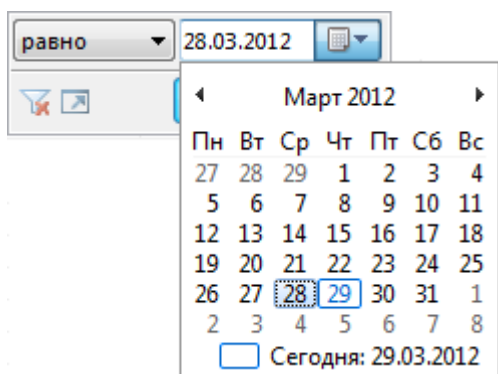 равно 28.03.2012
Март 2012
Пн Вт Ср Чт Пт Сб Вс
27 28 29 1 2 3 4
5 6 7 8 9 10 11
12 13 14 15 16 17 18
19 20 21 22 23 24 25
26 27 28 29 30 31 1
2 3 4 5 6 7 8
Сегодня: 29.03.2012